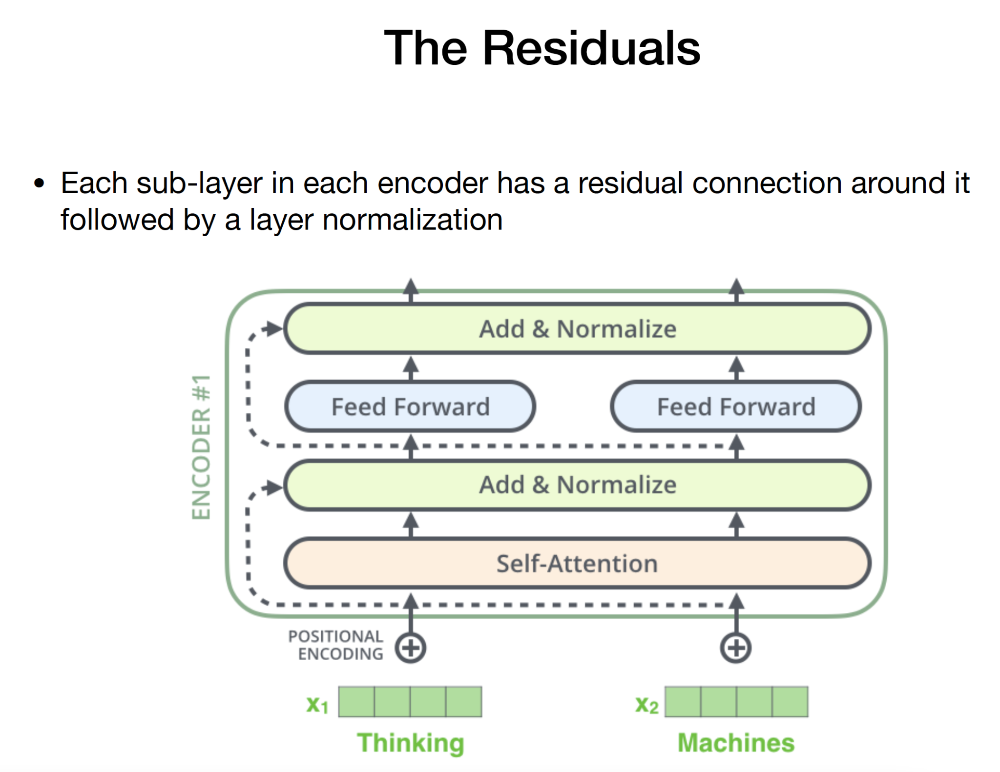 The Residuals
• Each sub-layer in each encoder has a residual connection around it
followed by a layer normalization
ENCODER #1
Add & Normalize
Feed Forward Feed Forward
Add & Normalize
Self-Attention
POSITIONAL
ENCODING
x₁ x₂
Thinking Machines